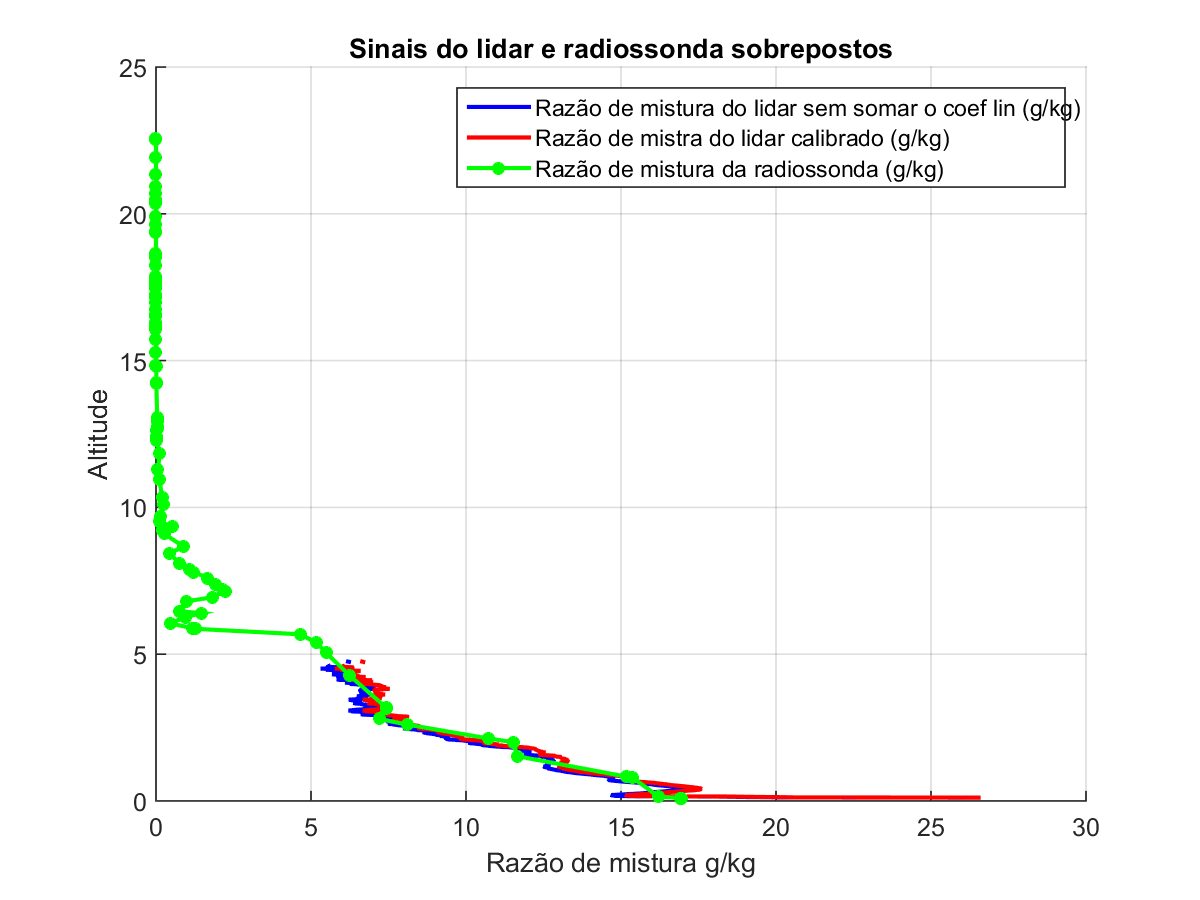 Sinais do lidar e radiossonda sobrepostos
25
20
15
10
5
0
Altitude
Razão de mistura do lidar sem somar o coef lin (g/kg)
Razão de mistra do lidar calibrado (g/kg)
Razão de mistura da radiossonda (g/kg)
0 5 10 15 20 25 30
Razão de mistura g/kg